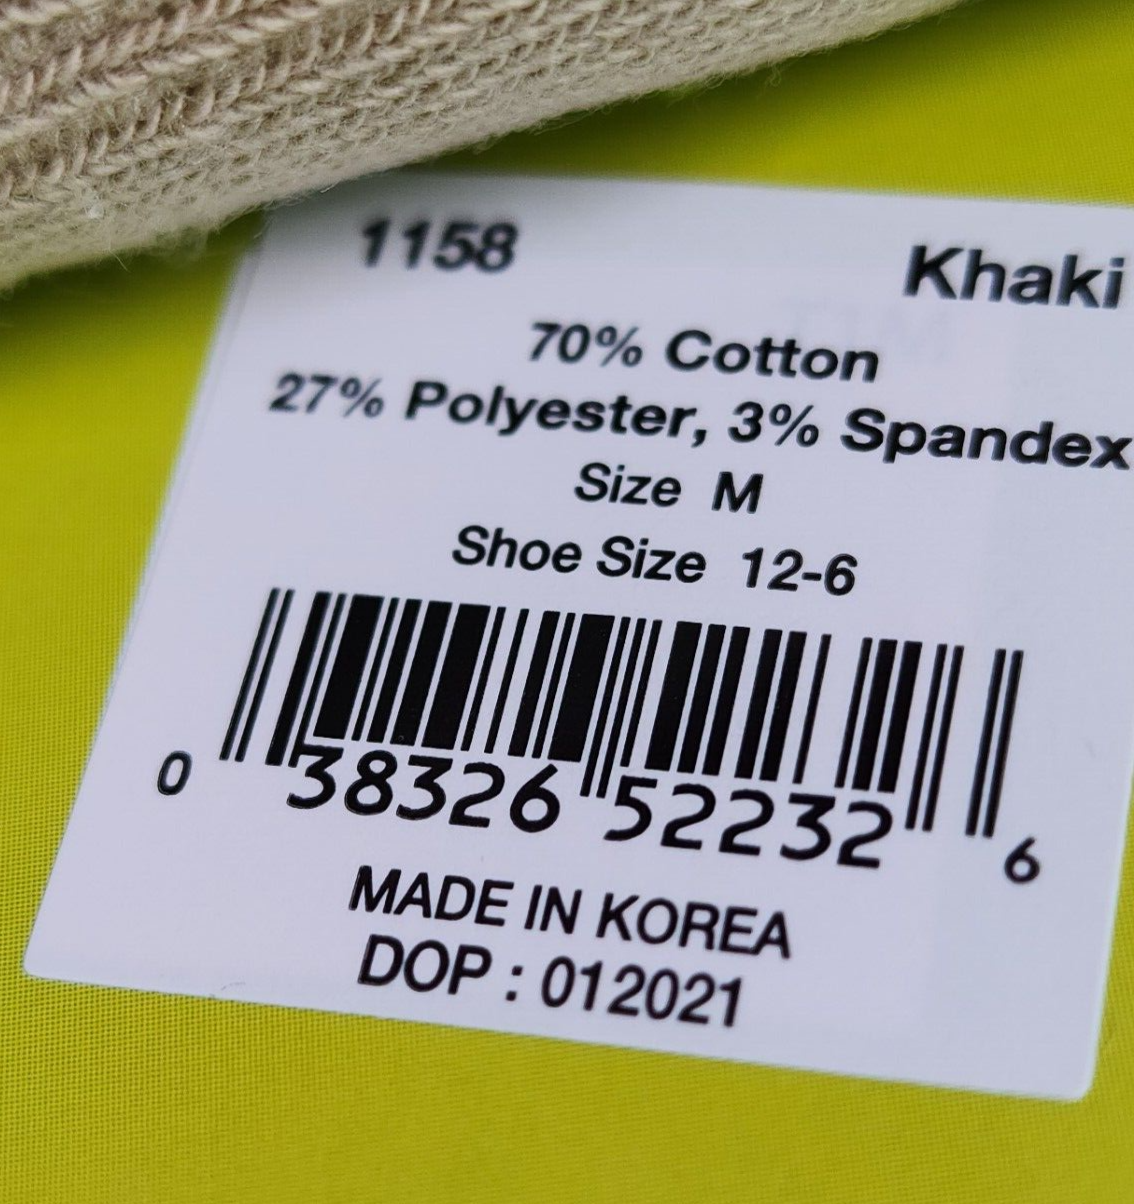 1158 Khaki
70% Cotton
27% Polyester, 3% Spandex
Size M
Shoe Size 12-6
0 38326 52232 6
MADE IN KOREA
DOP : 012021